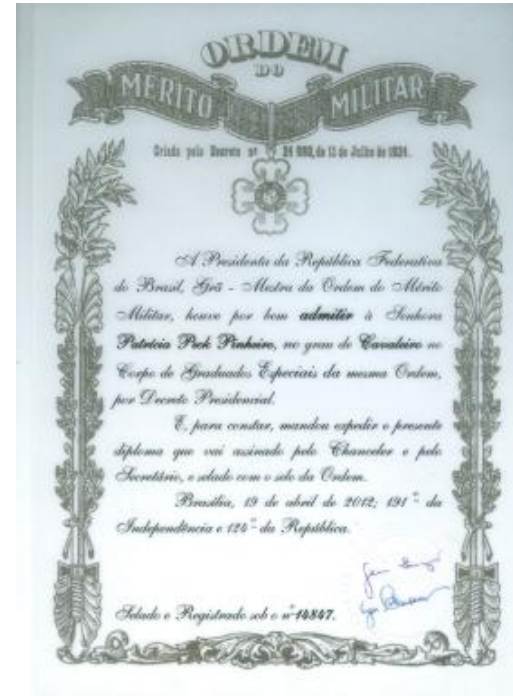 ORDEM
DO
MÉRITO MILITAR
Criada pelo Decreto nº 24 660, de 11 de Julho de 1934.
A Presidenta da República Federativa
do Brasil, Grã - Mestra da Ordem do Mérito
Militar, houve por bem admitir à Senhora
Patricia Peck Pinheiro, no grau de Cavaleiro no
Corpo de Graduados Especiais da mesma Ordem,
por Decreto Presidencial.
E, para constar, mandou expedir o presente
diploma que vai assinado pelo Chanceler e pelo
Secretário, e selado com o selo da Ordem.
Brasília, 19 de abril de 2012; 191º da
Independência e 124º da República.
Selado e Registrado sob o nº 14847.